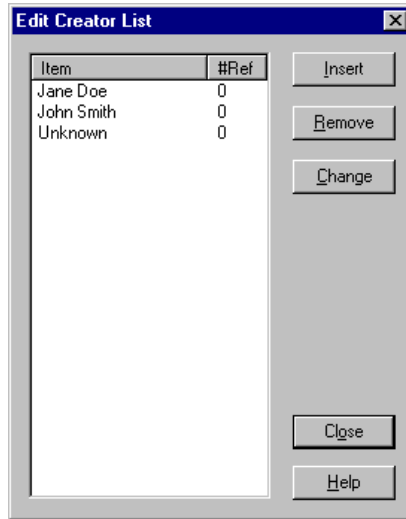 Edit Creator List
Item #Ref
Jane Doe 0
John Smith 0
Unknown 0
Insert
Remove
Change
Close
Help